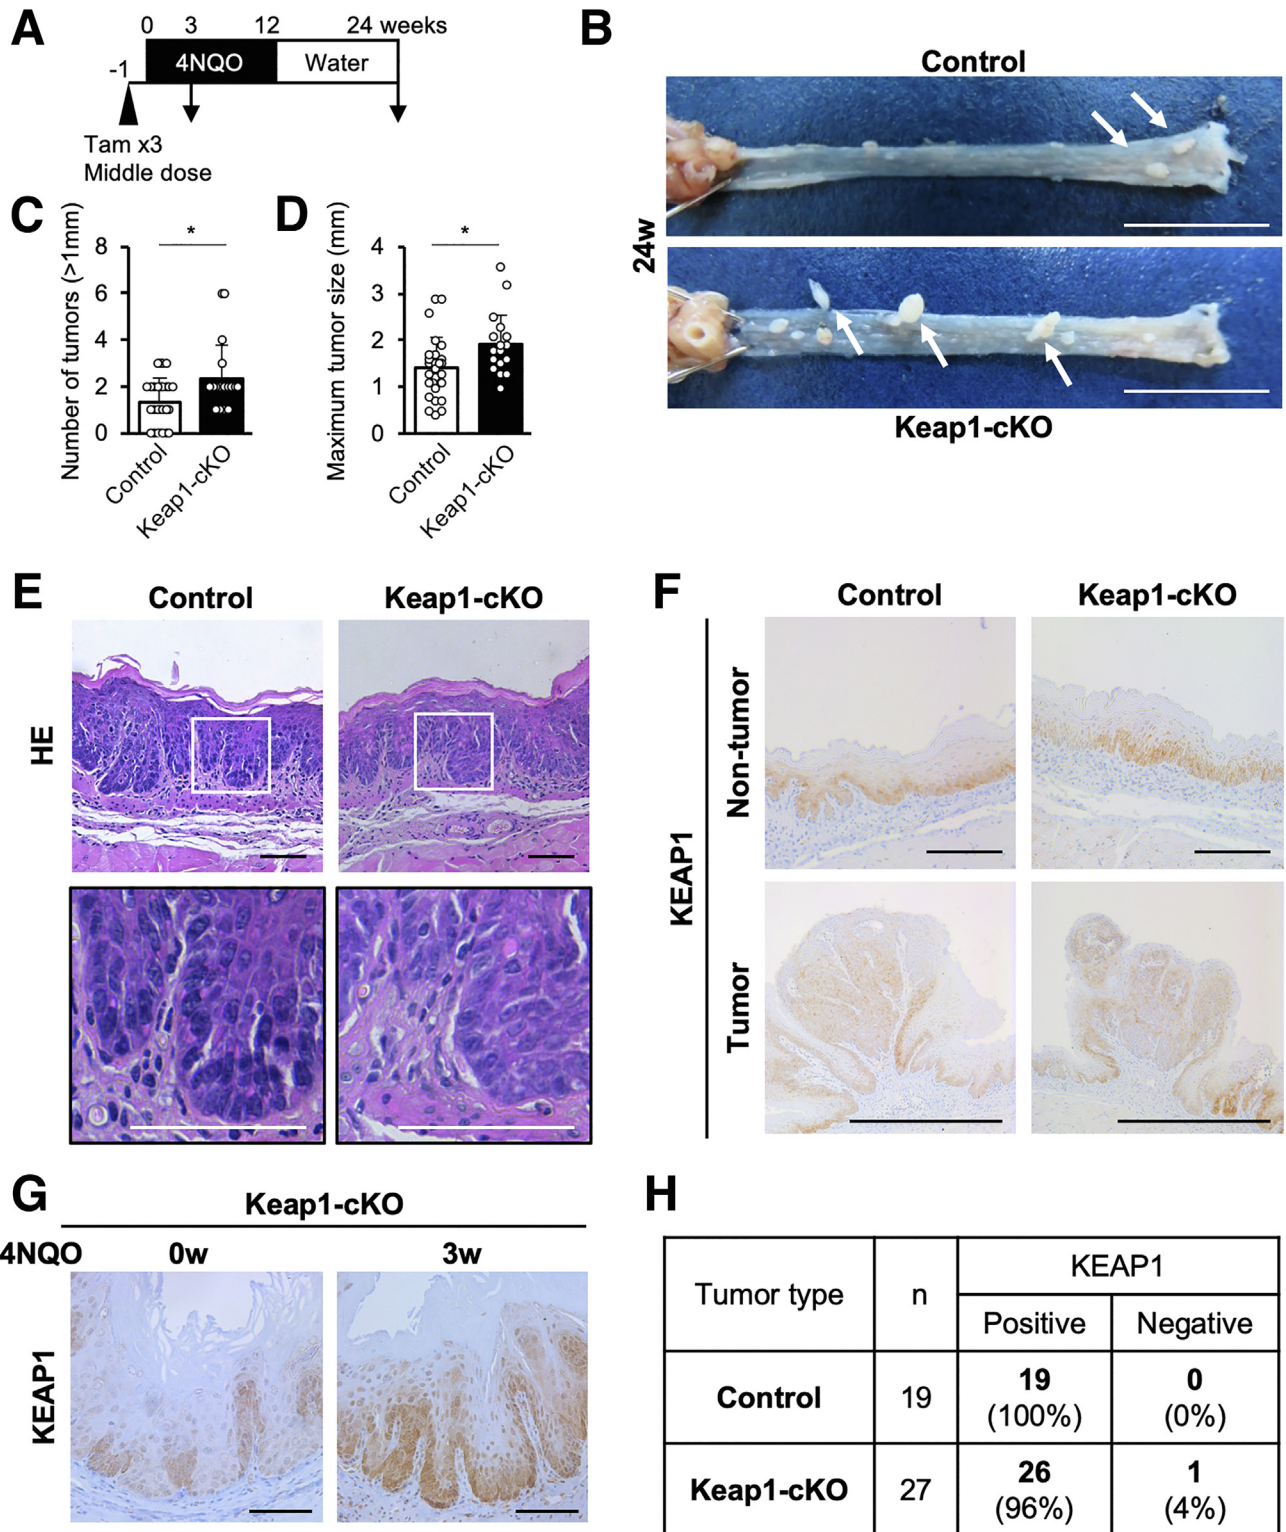 A
0 3 12 24 weeks
-1 4NQO Water
Tam x3
Middle dose
B
Control
24w
Keap1-cKO
C
Number of tumors (>1mm)
8
6
4
2
0
*
Control
Keap1-cKO
D
Maximum tumor size (mm)
4
3
2
1
0
*
Control
Keap1-cKO
E
Control Keap1-cKO
HE
F
Control Keap1-cKO
KEAP1
Non-tumor
Tumor
G
Keap1-cKO
4NQO 0w 3w
KEAP1
H
Tumor type n KEAP1
Positive Negative
Control 19 19 0
(100%) (0%)
Keap1-cKO 27 26 1
(96%) (4%)